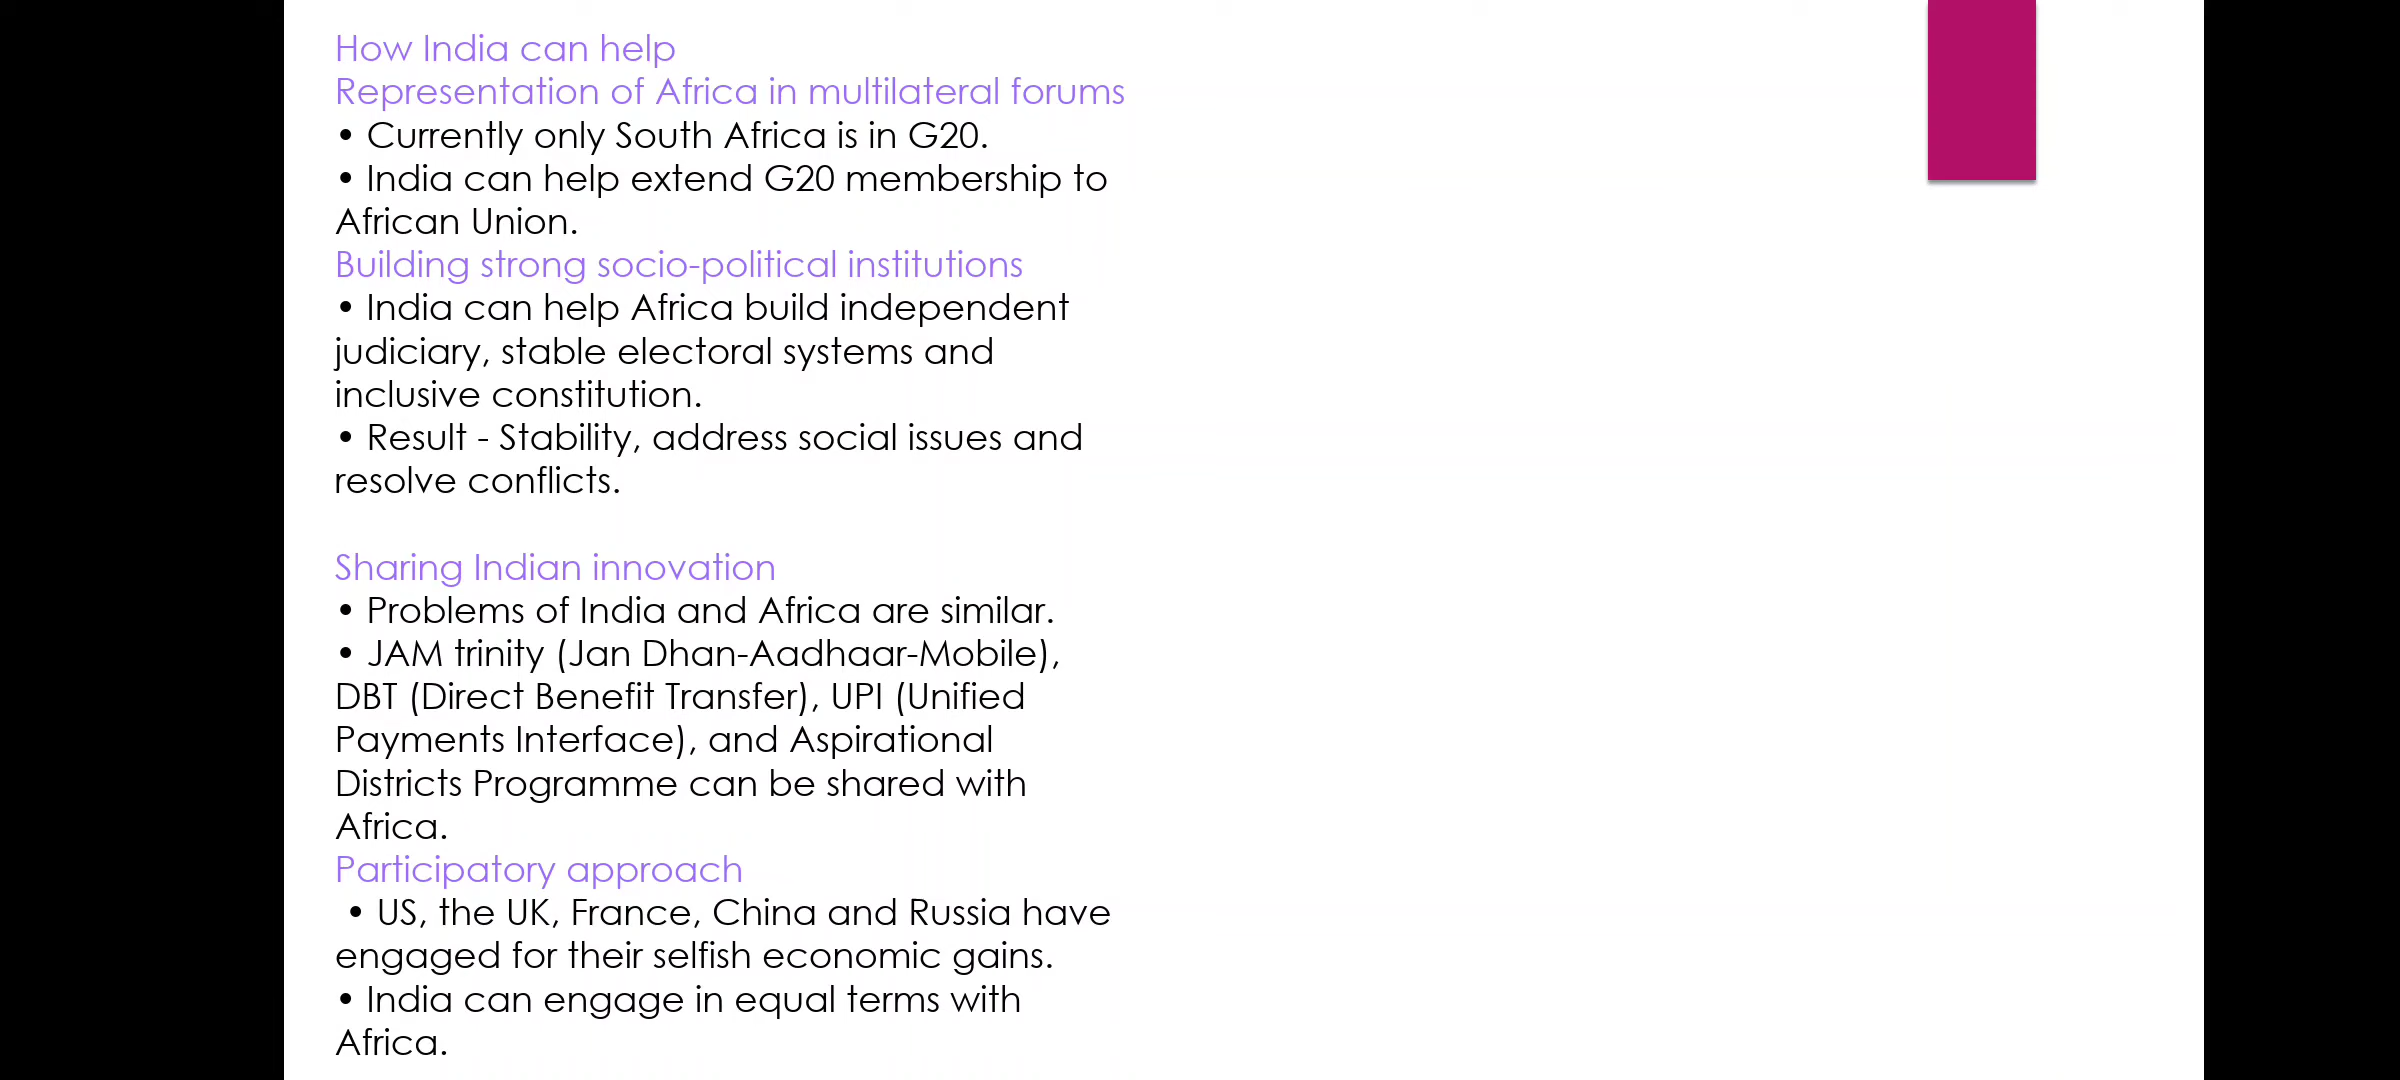 How India can help
Representation of Africa in multilateral forums
• Currently only South Africa is in G20.
• India can help extend G20 membership to
African Union.
Building strong socio-political institutions
• India can help Africa build independent
judiciary, stable electoral systems and
inclusive constitution.
• Result - Stability, address social issues and
resolve conflicts.
Sharing Indian innovation
• Problems of India and Africa are similar.
• JAM trinity (Jan Dhan-Aadhaar-Mobile),
DBT (Direct Benefit Transfer), UPI (Unified
Payments Interface), and Aspirational
Districts Programme can be shared with
Africa.
Participatory approach
• US, the UK, France, China and Russia have
engaged for their selfish economic gains.
• India can engage in equal terms with
Africa.